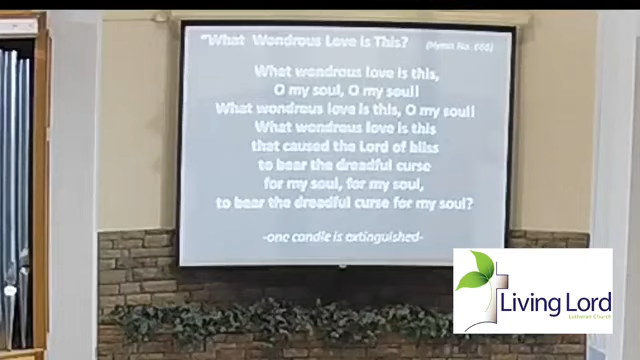 "What Wondrous Love is This? (Hymn No. 666)
What wondrous love is this,
O my soul, O my soul!
What wondrous love is this, O my soul!
What wondrous love is this
that caused the Lord of bliss
to bear the dreadful curse
for my soul, for my soul,
to bear the dreadful curse for my soul?
-one candle is extinguished-
Living Lord
Lutheran Church